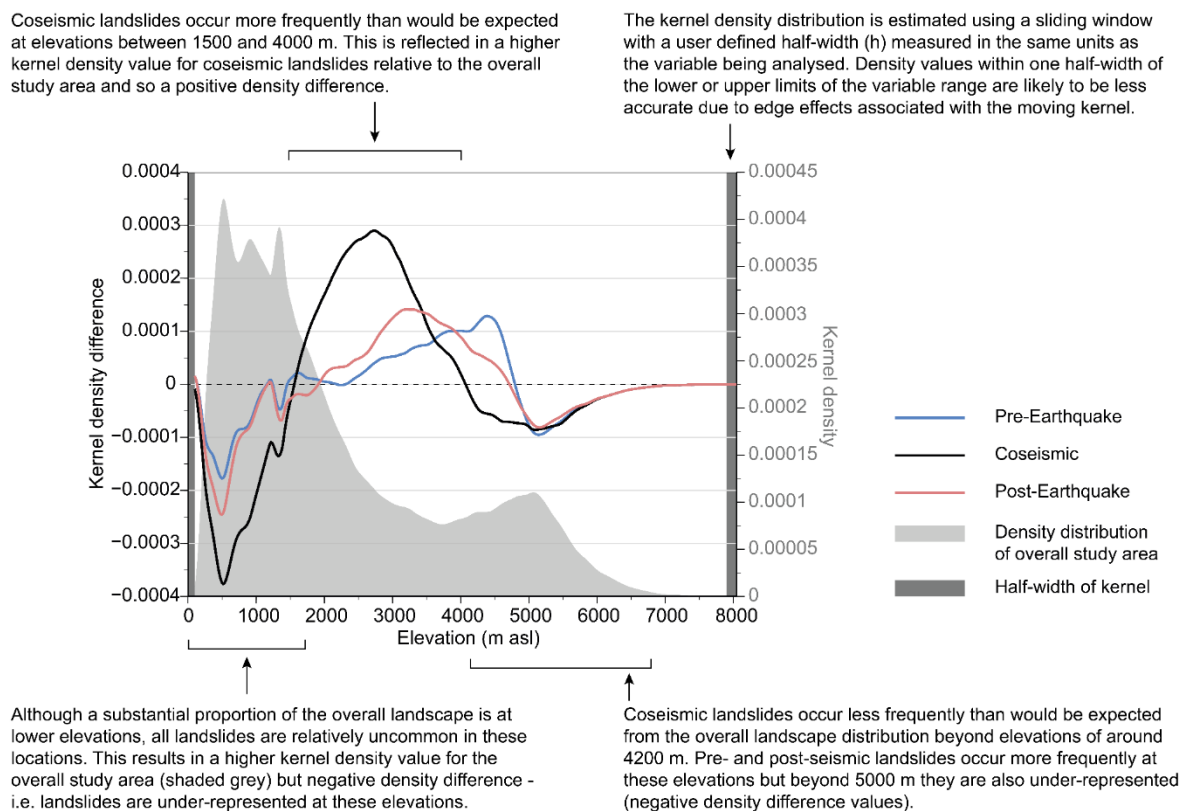 Coseismic landslides occur more frequently than would be expected
at elevations between 1500 and 4000 m. This is reflected in a higher
kernel density value for coseismic landslides relative to the overall
study area and so a positive density difference.
The kernel density distribution is estimated using a sliding window
with a user defined half-width (h) measured in the same units as
the variable being analysed. Density values within one half-width of
the lower or upper limits of the variable range are likely to be less
accurate due to edge effects associated with the moving kernel.
Kernel density difference
0.0004
0.0003
0.0002
0.0001
0
−0.0001
−0.0002
−0.0003
−0.0004
0.00045
0.0004
0.00035
0.0003
0.00025
0.0002
0.00015
0.0001
0.00005
0
Kernel density
0 1000 2000 3000 4000 5000 6000 7000 8000
Elevation (m asl)
Pre-Earthquake
Coseismic
Post-Earthquake
Density distribution
of overall study area
Half-width of kernel
Although a substantial proportion of the overall landscape is at
lower elevations, all landslides are relatively uncommon in these
locations. This results in a higher kernel density value for the
overall study area (shaded grey) but negative density difference -
i.e. landslides are under-represented at these elevations.
Coseismic landslides occur less frequently than would be expected
from the overall landscape distribution beyond elevations of around
4200 m. Pre- and post-seismic landslides occur more frequently at
these elevations but beyond 5000 m they are also under-represented
(negative density difference values).